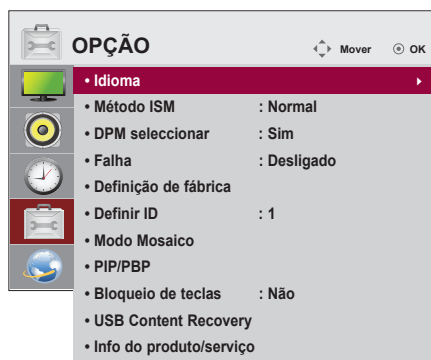 OPÇÃO Mover OK
• Idioma
• Método ISM : Normal
• DPM seleccionar : Sim
• Falha : Desligado
• Definição de fábrica
• Definir ID : 1
• Modo Mosaico
• PIP/PBP
• Bloqueio de teclas : Não
• USB Content Recovery
• Info do produto/serviço